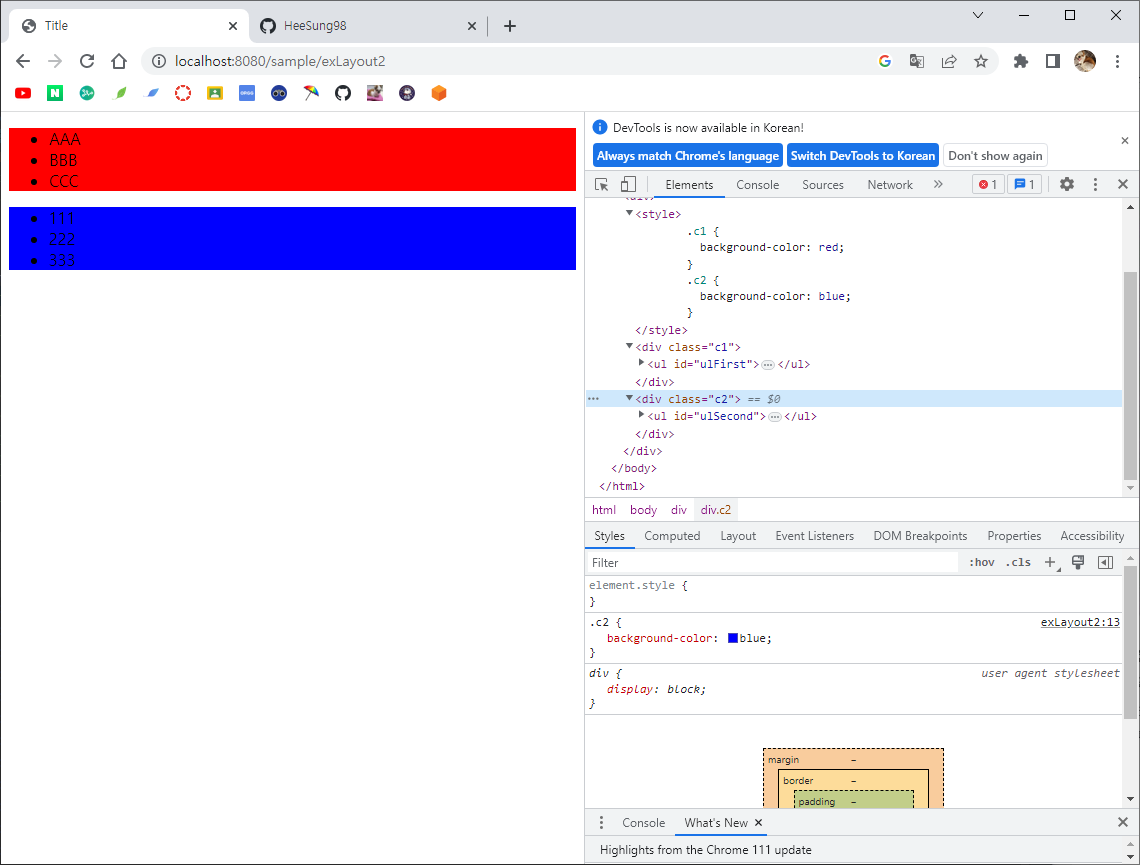 Title
HeeSung98
localhost:8080/sample/exLayout2
AAA
BBB
CCC
111
222
333
DevTools is now available in Korean!
Always match Chrome's language Switch DevTools to Korean Don't show again
Elements Console Sources Network » 1 1
<style>
.c1 {
background-color: red;
}
.c2 {
background-color: blue;
}
</style>
<div class="c1">
<ul id="ulFirst"> ⋯ </ul>
</div>
<div class="c2"> == $0
<ul id="ulSecond"> ⋯ </ul>
</div>
</div>
</body>
</html>
html body div div.c2
Styles Computed Layout Event Listeners DOM Breakpoints Properties Accessibility
Filter :hov .cls +
element.style {
}
.c2 { exLayout2:13
background-color: blue;
}
div { user agent stylesheet
display: block;
}
margin –
border –
padding –
Console What's New
Highlights from the Chrome 111 update